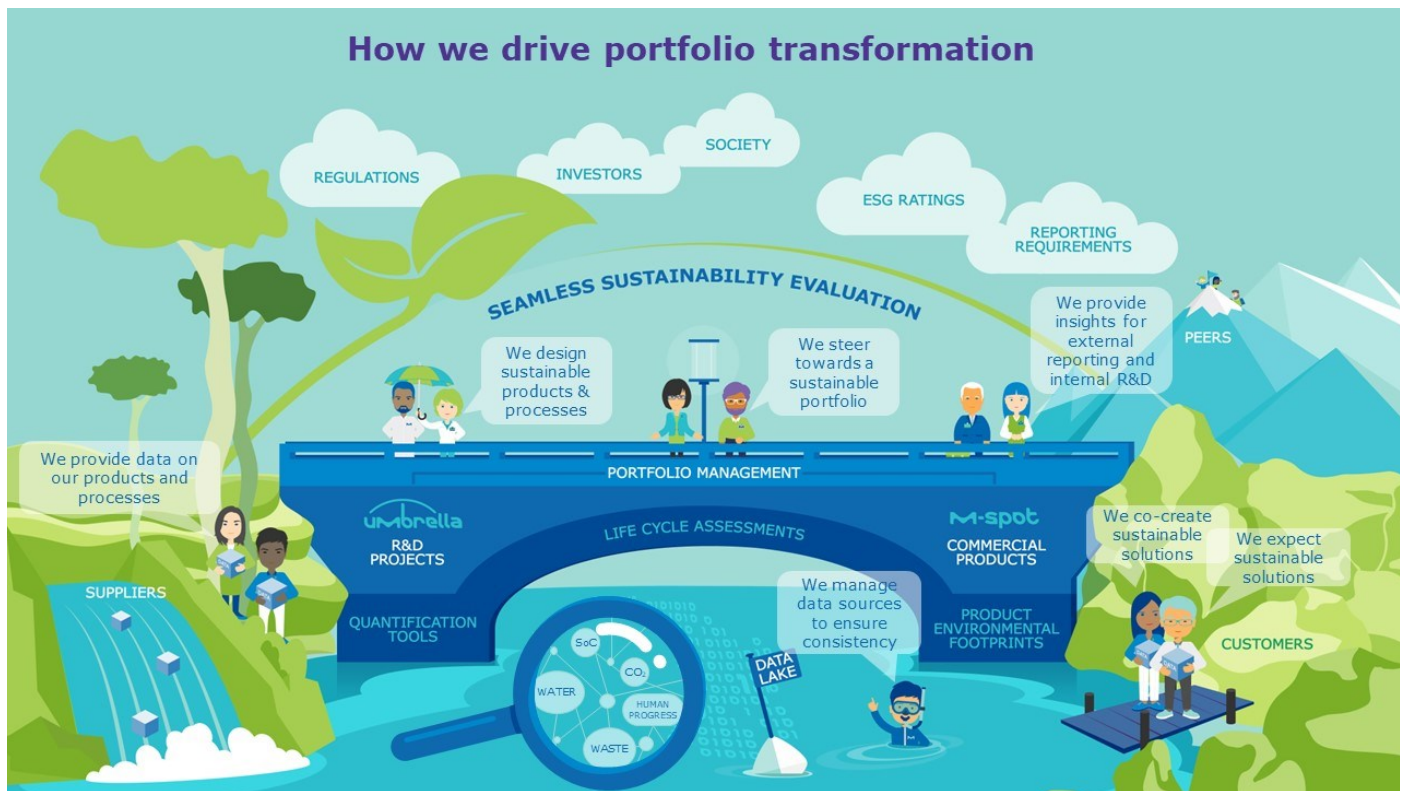 How we drive portfolio transformation
REGULATIONS
INVESTORS
SOCIETY
ESG RATINGS
REPORTING
REQUIREMENTS
SEAMLESS SUSTAINABILITY EVALUATION
We design
sustainable
products &
processes
We steer
towards a
sustainable
portfolio
We provide
insights for
external
reporting and
internal R&D
PEERS
We provide data on
our products and
processes
PORTFOLIO MANAGEMENT
umbrella
R&D
PROJECTS
LIFE CYCLE ASSESSMENTS
M-spot
COMMERCIAL
PRODUCTS
QUANTIFICATION
TOOLS
PRODUCT
ENVIRONMENTAL
FOOTPRINTS
SUPPLIERS
DATA
DATA
We manage
data sources
to ensure
consistency
We co-create
sustainable
solutions
We expect
sustainable
solutions
CUSTOMERS
DATA
DATA
SoC
CO₂
WATER
HUMAN
PROGRESS
WASTE
DATA
LAKE